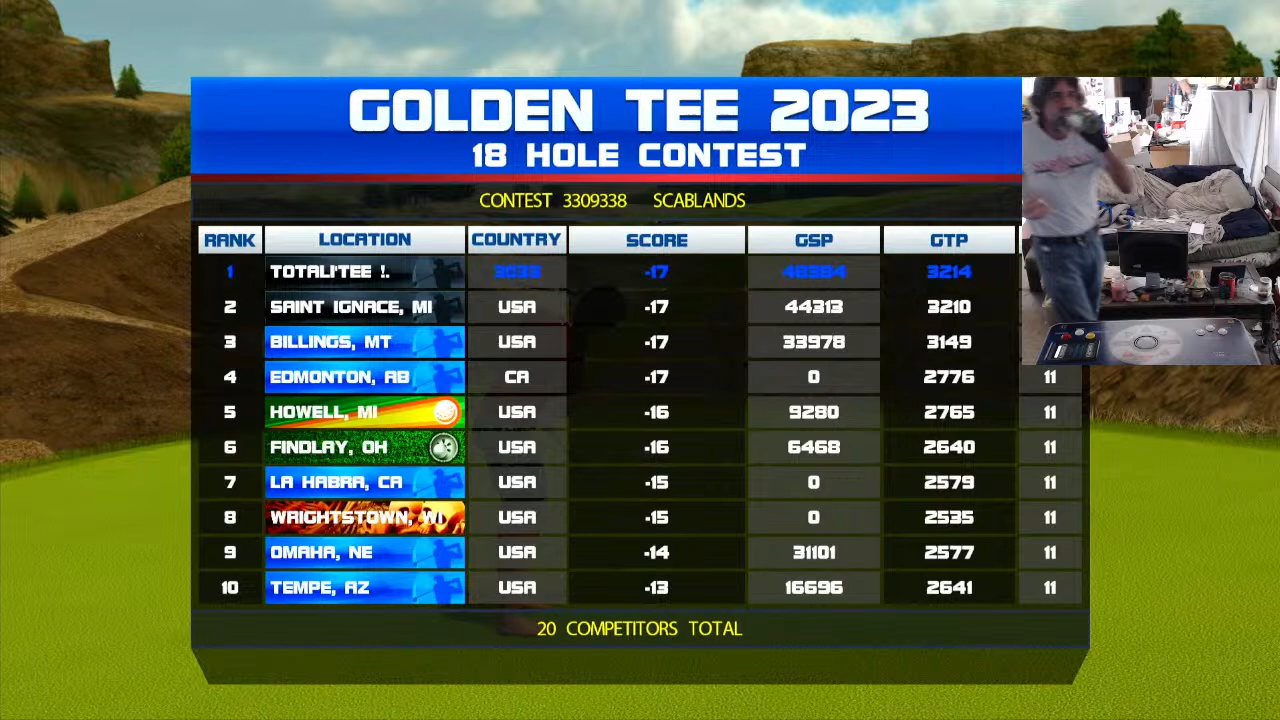 GOLDEN TEE 2023
18 HOLE CONTEST
CONTEST 3309338 SCABLANDS
RANK LOCATION COUNTRY SCORE GSP GTP
1 TOTALI'TEE !. -17 3214
2 SAINT IGNACE, MI USA -17 44313 3210
3 BILLINGS, MT USA -17 33978 3149
4 EDMONTON, AB CA -17 0 2776 11
5 HOWELL, MI USA -16 9280 2765 11
6 FINDLAY, OH USA -16 6468 2640 11
7 LA HABRA, CA USA -15 0 2579 11
8 WRIGHTSTOWN, WI USA -15 0 2535 11
9 OMAHA, NE USA -14 31101 2577 11
10 TEMPE, AZ USA -13 16696 2641 11
20 COMPETITORS TOTAL